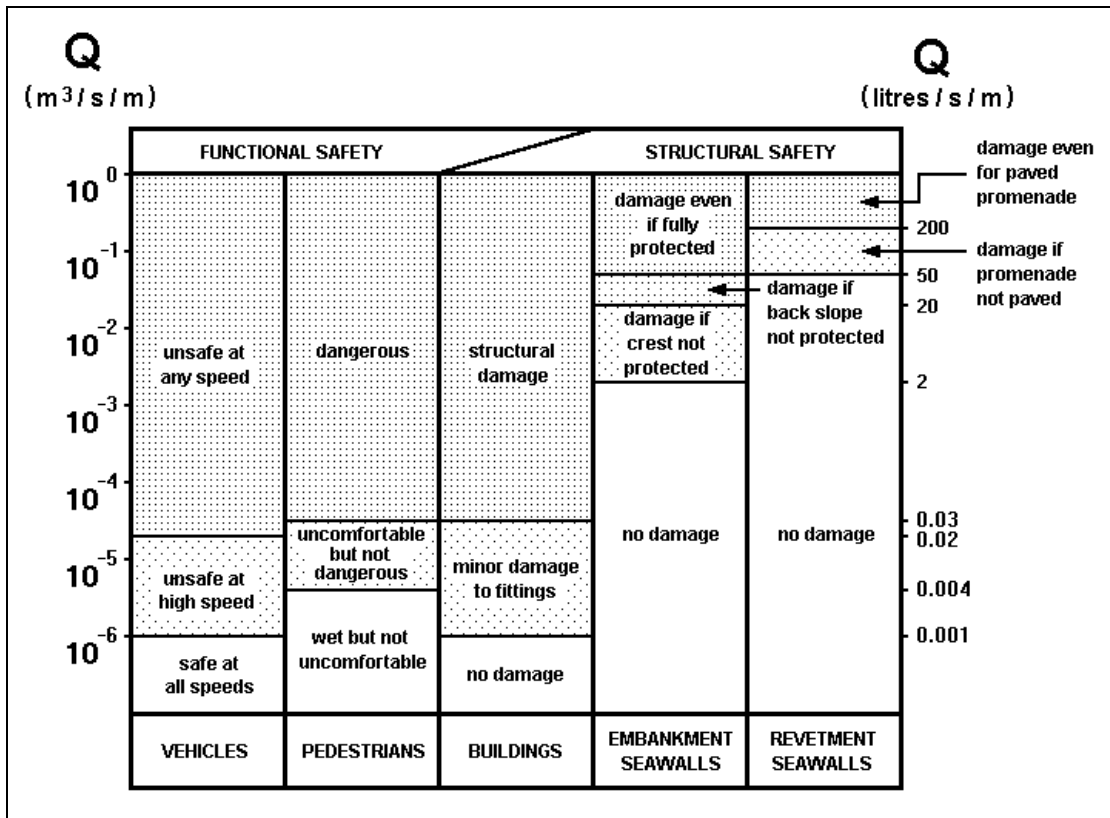 Q
(m³/s/m)
Q
(litres/s/m)
FUNCTIONAL SAFETY
STRUCTURAL SAFETY
10⁰
10⁻¹
10⁻²
10⁻³
10⁻⁴
10⁻⁵
10⁻⁶
unsafe at
any speed
unsafe at
high speed
safe at
all speeds
dangerous
uncomfortable
but not
dangerous
wet but not
uncomfortable
structural
damage
minor damage
to fittings
no damage
damage even
if fully
protected
damage if
back slope
not protected
damage if
crest not
protected
no damage
no damage
damage even
for paved
promenade
damage if
promenade
not paved
200
50
20
2
0.03
0.02
0.004
0.001
VEHICLES
PEDESTRIANS
BUILDINGS
EMBANKMENT
SEAWALLS
REVETMENT
SEAWALLS